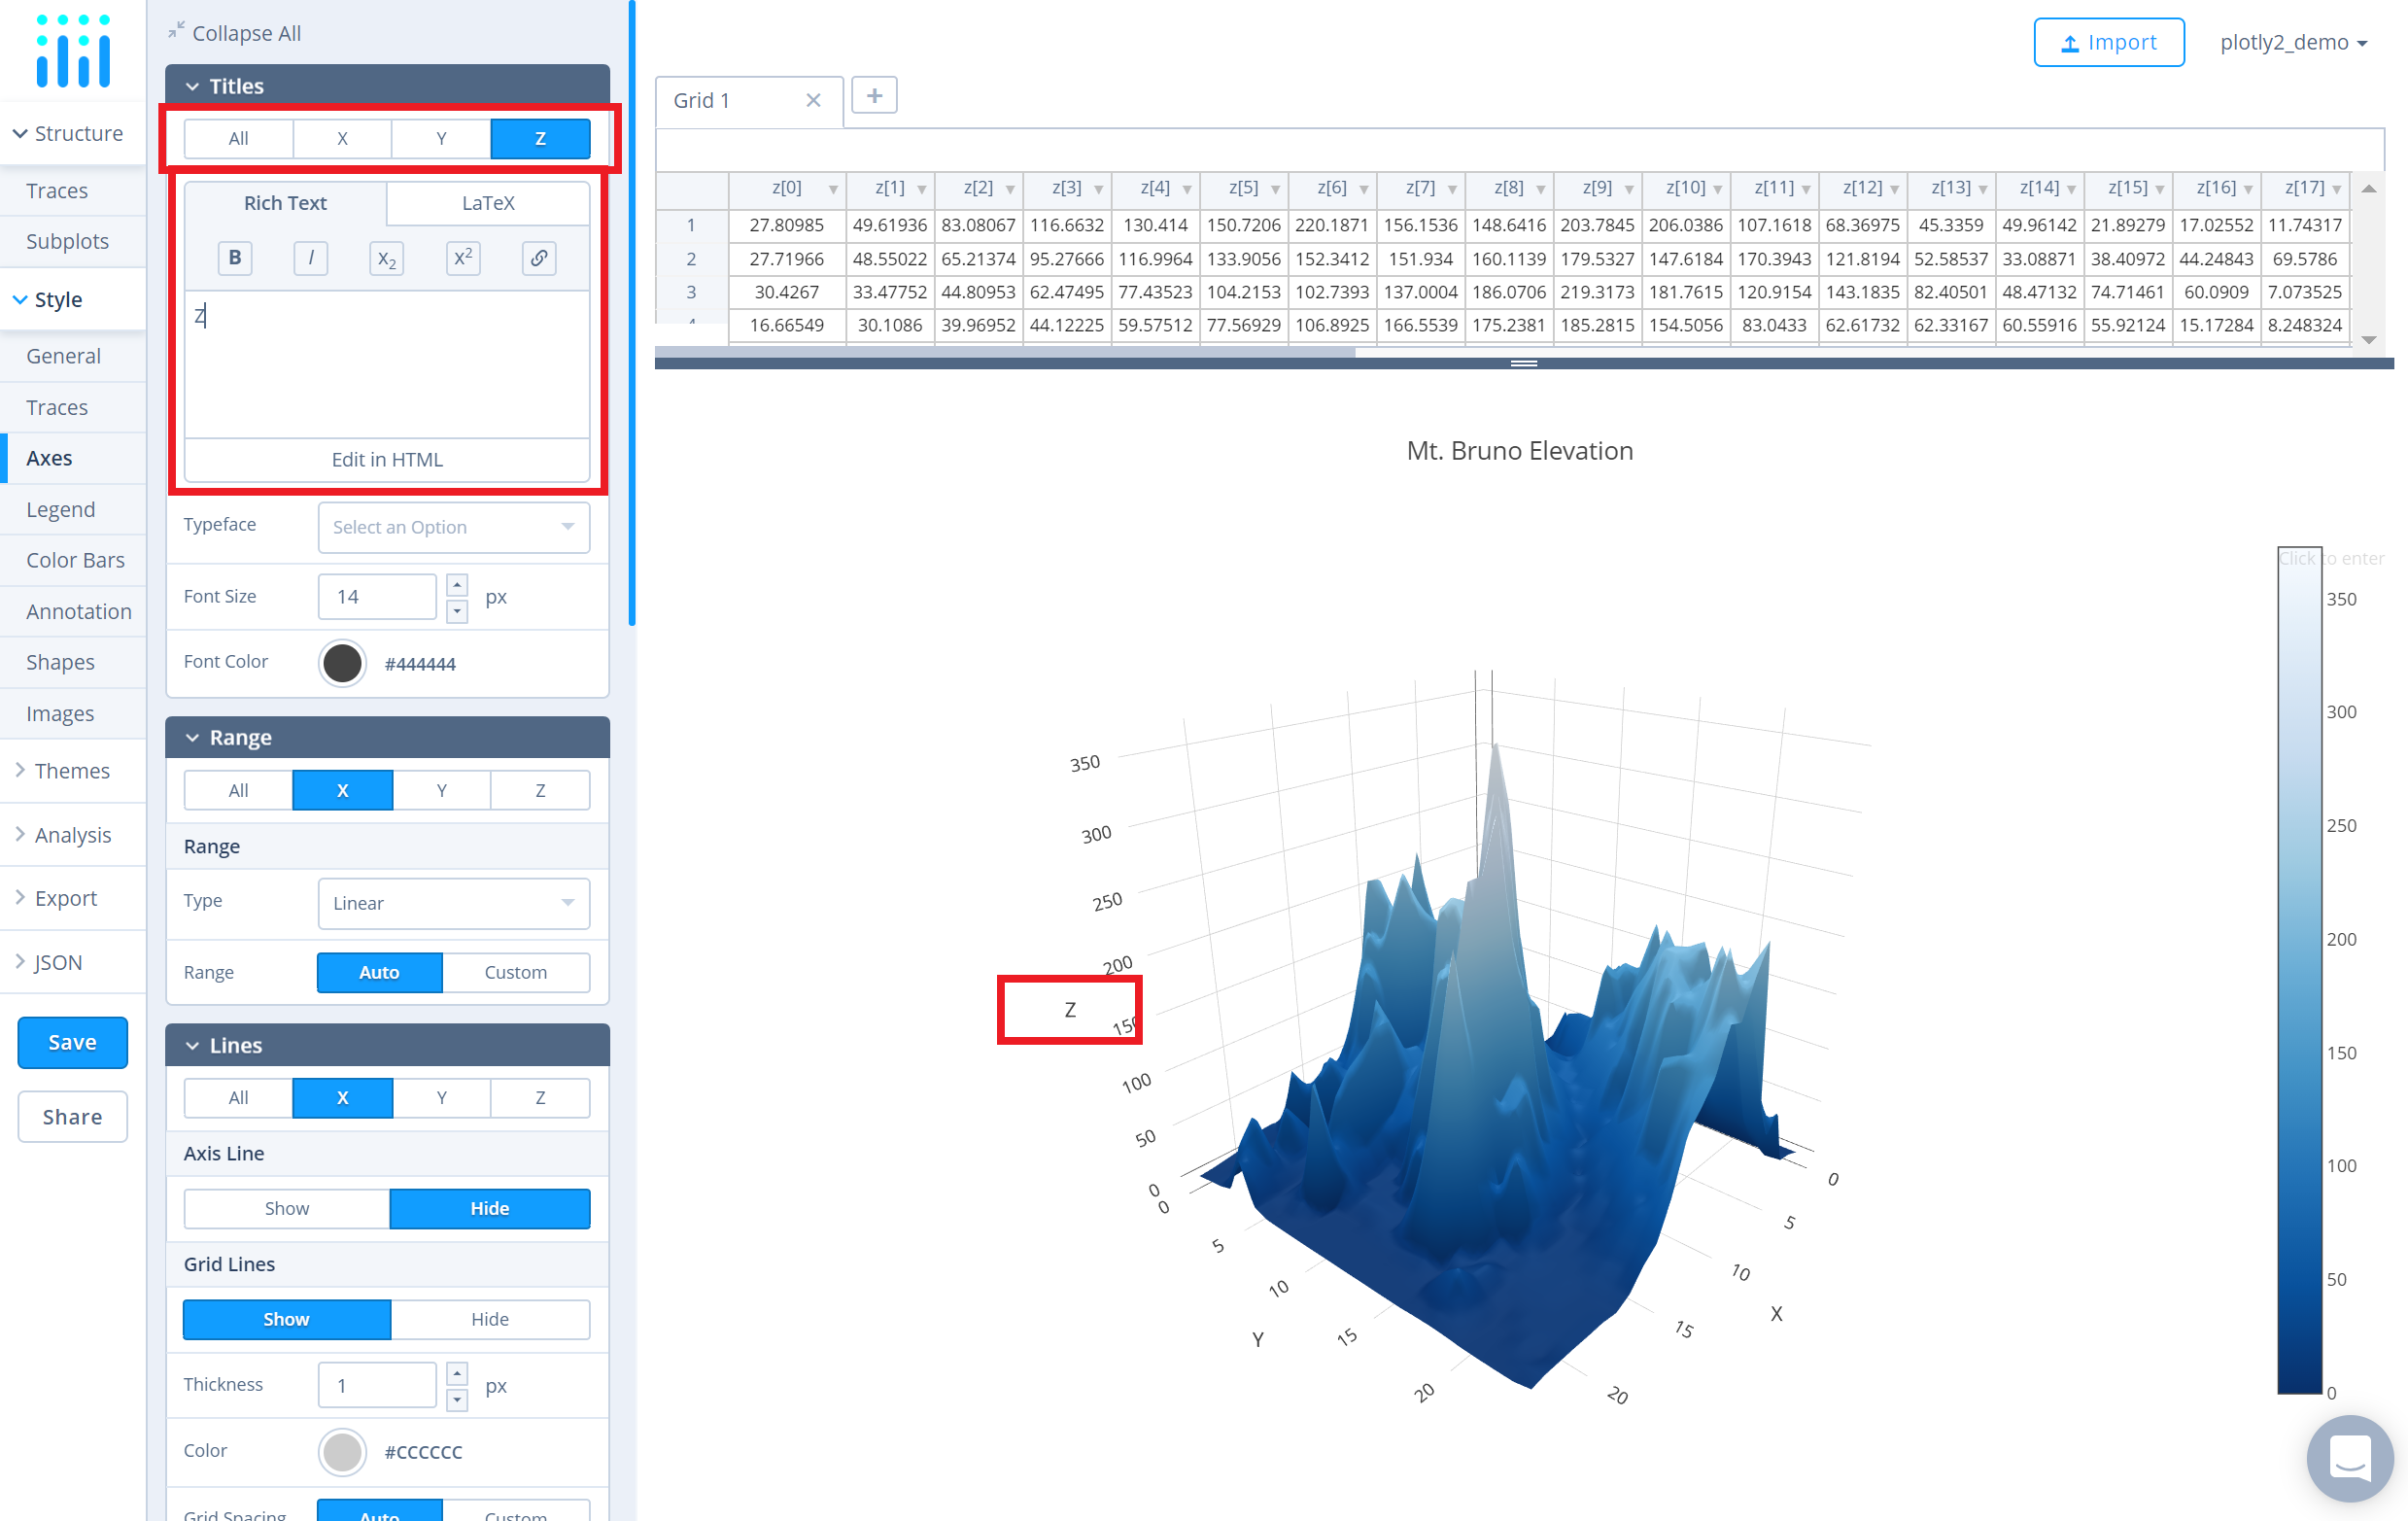 Collapse All
Import
plotly2_demo
Titles
All X Y Z
Rich Text LaTeX
B I x2 x2
Z
Edit in HTML
Typeface Select an Option
Font Size 14 px
Font Color #444444
Range
All X Y Z
Range
Type Linear
Range Auto Custom
Lines
All X Y Z
Axis Line
Show Hide
Grid Lines
Show Hide
Thickness 1 px
Color #CCCCCC
Grid Spacing Auto Custom
Structure
Traces
Subplots
Style
General
Traces
Axes
Legend
Color Bars
Annotation
Shapes
Images
Themes
Analysis
Export
JSON
Save
Share
Grid 1
z[0] z[1] z[2] z[3] z[4] z[5] z[6] z[7] z[8] z[9] z[10] z[11] z[12] z[13] z[14] z[15] z[16] z[17]
1 27.80985 49.61936 83.08067 116.6632 130.414 150.7206 220.1871 156.1536 148.6416 203.7845 206.0386 107.1618 68.36975 45.3359 49.96142 21.89279 17.02552 11.74317
2 27.71966 48.55022 65.21374 95.27666 116.9964 133.9056 152.3412 151.934 160.1139 179.5327 147.6184 170.3943 121.8194 52.58537 33.08871 38.40972 44.24843 69.5786
3 30.4267 33.47752 44.80953 62.47495 77.43523 104.2153 102.7393 137.0004 186.0706 219.3173 181.7615 120.9154 143.1835 82.40501 48.47132 74.71461 60.0909 7.073525
4 16.66549 30.1086 39.96952 44.12225 59.57512 77.56929 106.8925 166.5539 175.2381 185.2815 154.5056 83.0433 62.61732 62.33167 60.55916 55.92124 15.17284 8.248324
Mt. Bruno Elevation
Click to enter
350
300
250
200
150
100
50
0
Z
0
5
10
15
20
Y
0
5
10
15
20
X
350
300
250
200
150
100
50
0